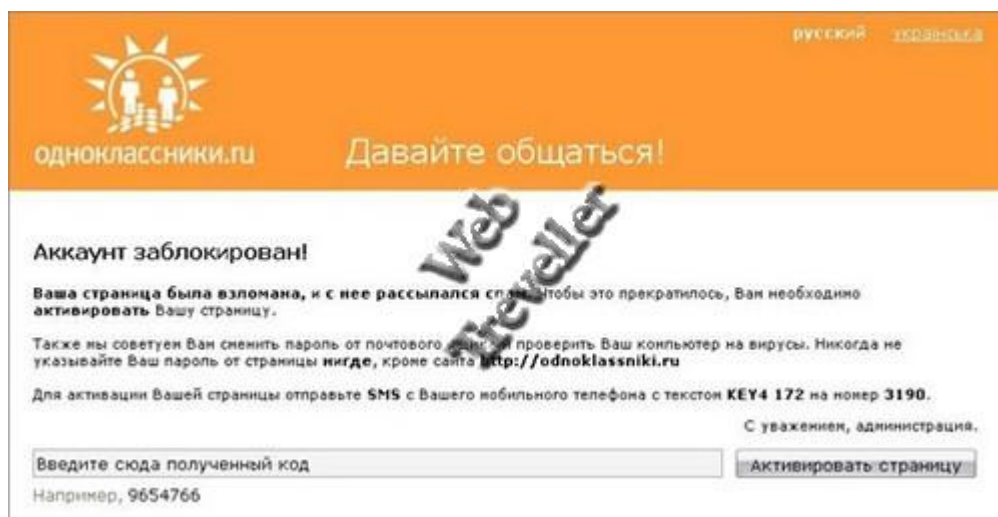 русский українська
одноклассники.ru
Давайте общаться!
Web
Treveller
Аккаунт заблокирован!
Ваша страница была взломана, и с нее рассылался спам. Чтобы это прекратилось, Вам необходимо
активировать Вашу страницу.
Также мы советуем Вам сменить пароль от почтового ящика и проверить Ваш компьютер на вирусы. Никогда не
указывайте Ваш пароль от страницы нигде, кроме сайта http://odnoklassniki.ru
Для активации Вашей страницы отправьте SMS с Вашего мобильного телефона с текстом KEY4 172 на номер 3190.
С уважением, администрация.
Введите сюда полученный код
Активировать страницу
Например, 9654766